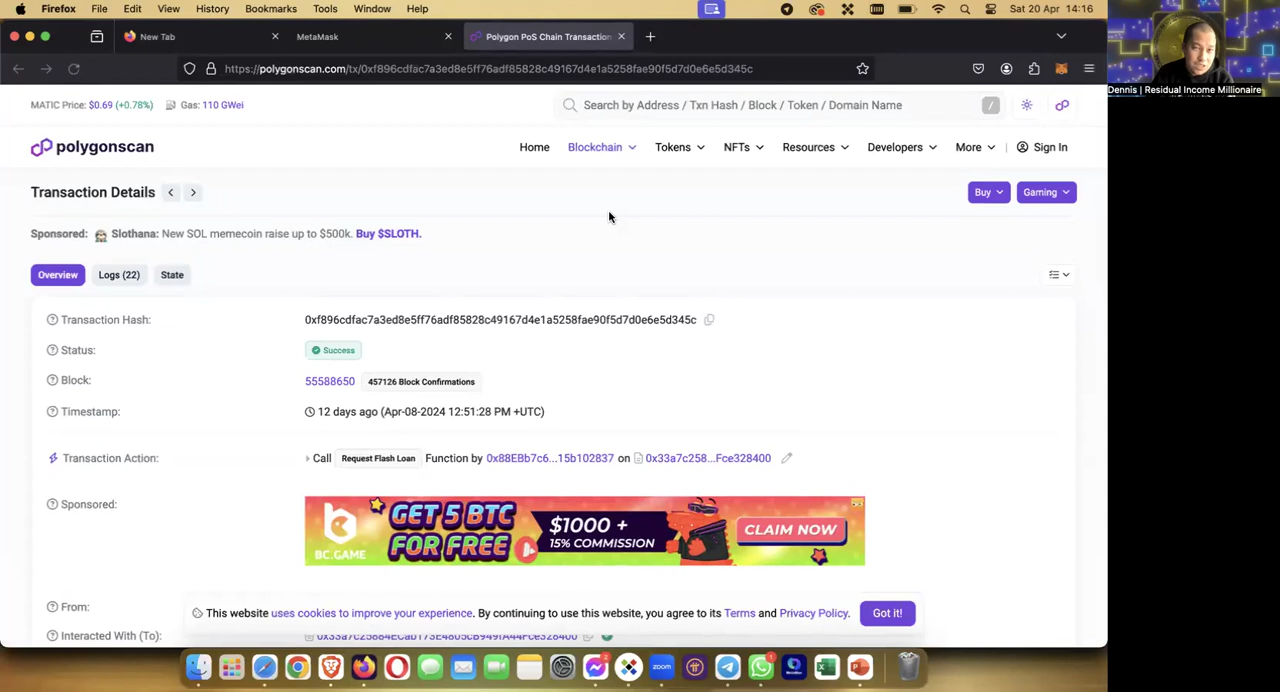 Firefox File Edit View History Bookmarks Tools Window Help Sat 20 Apr 14:16
New Tab MetaMask Polygon PoS Chain Transaction
https://polygonscan.com/tx/0xf896cdfac7a3ed8e5ff76adf85828c49167d4e1a5258fae90f5d7d0e6e5d345c
Dennis | Residual Income Millionaire
MATIC Price: $0.69 (+0.78%) Gas: 110 GWei Search by Address / Txn Hash / Block / Token / Domain Name /
polygonscan Home Blockchain Tokens NFTs Resources Developers More Sign In
Transaction Details Buy Gaming
Sponsored: Slothana: New SOL memecoin raise up to $500k. Buy $SLOTH.
Overview Logs (22) State
Transaction Hash: 0xf896cdfac7a3ed8e5ff76adf85828c49167d4e1a5258fae90f5d7d0e6e5d345c
Status: Success
Block: 55588650 457126 Block Confirmations
Timestamp: 12 days ago (Apr-08-2024 12:51:28 PM +UTC)
Transaction Action: Call Request Flash Loan Function by 0x88EBb7c6...15b102837 on 0x33a7c258...Fce328400
Sponsored:
BC.GAME GET 5 BTC FOR FREE $1000 + 15% COMMISSION CLAIM NOW
From:
This website uses cookies to improve your experience. By continuing to use this website, you agree to its Terms and Privacy Policy. Got it!
Interacted With (To):
zoom